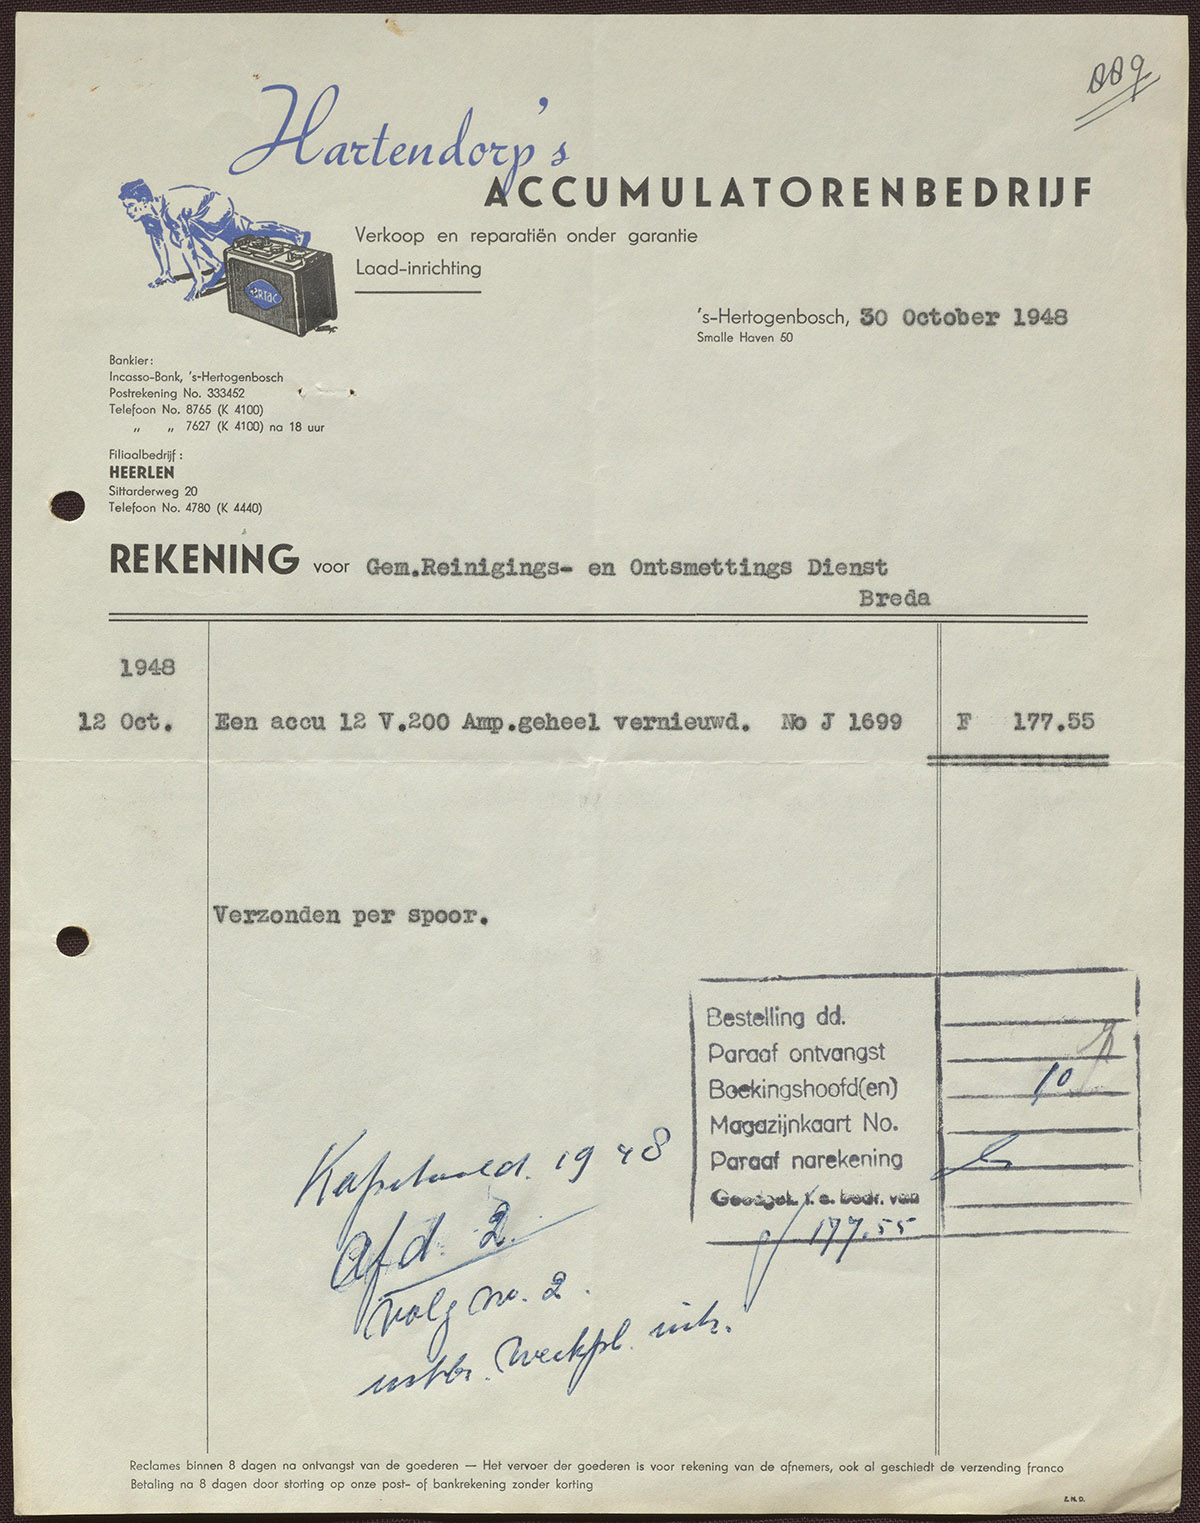 889
Hartendorp's
ACCUMULATORENBEDRIJF
Verkoop en reparatiën onder garantie
Laad-inrichting
's-Hertogenbosch, 30 October 1948
Smalle Haven 50
Bankier:
Incasso-Bank, 's-Hertogenbosch
Postrekening No. 333452
Telefoon No. 8765 (K 4100)
„ „ 7627 (K 4100) na 18 uur
Filiaalbedrijf:
HEERLEN
Sittarderweg 20
Telefoon No. 4780 (K 4440)
REKENING voor Gem.Reinigings- en Ontsmettings Dienst
Breda
1948
12 Oct. Een accu 12 V.200 Amp.geheel vernieuwd. No J 1699 F 177.55
Verzonden per spoor.
Bestelling dd.
Paraaf ontvangst
Boekingshoofd(en) 10
Magazijnkaart No.
Paraaf narekening
Goedgek. t. e. bedr. van
f 177.55
1948
Afd. 2.
Volg no. 2.
Reclames binnen 8 dagen na ontvangst van de goederen — Het vervoer der goederen is voor rekening van de afnemers, ook al geschiedt de verzending franco
Betaling na 8 dagen door storting op onze post- of bankrekening zonder korting
Z.N.D.